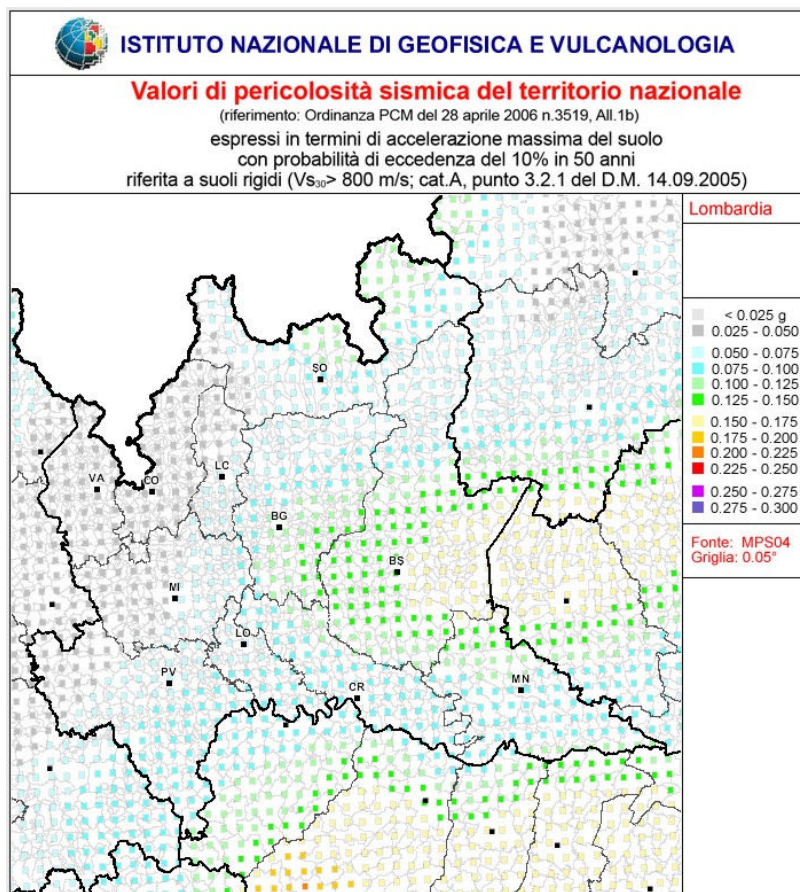 ISTITUTO NAZIONALE DI GEOFISICA E VULCANOLOGIA
Valori di pericolosità sismica del territorio nazionale
(riferimento: Ordinanza PCM del 28 aprile 2006 n.3519, All.1b)
espressi in termini di accelerazione massima del suolo
con probabilità di eccedenza del 10% in 50 anni
riferita a suoli rigidi (Vs₃₀> 800 m/s; cat.A, punto 3.2.1 del D.M. 14.09.2005)
Lombardia
< 0.025 g
0.025 - 0.050
0.050 - 0.075
0.075 - 0.100
0.100 - 0.125
0.125 - 0.150
0.150 - 0.175
0.175 - 0.200
0.200 - 0.225
0.225 - 0.250
0.250 - 0.275
0.275 - 0.300
Fonte: MPS04
Griglia: 0.05°
SO
LC
VA
CO
BG
BS
MI
LO
PV
MN
CR